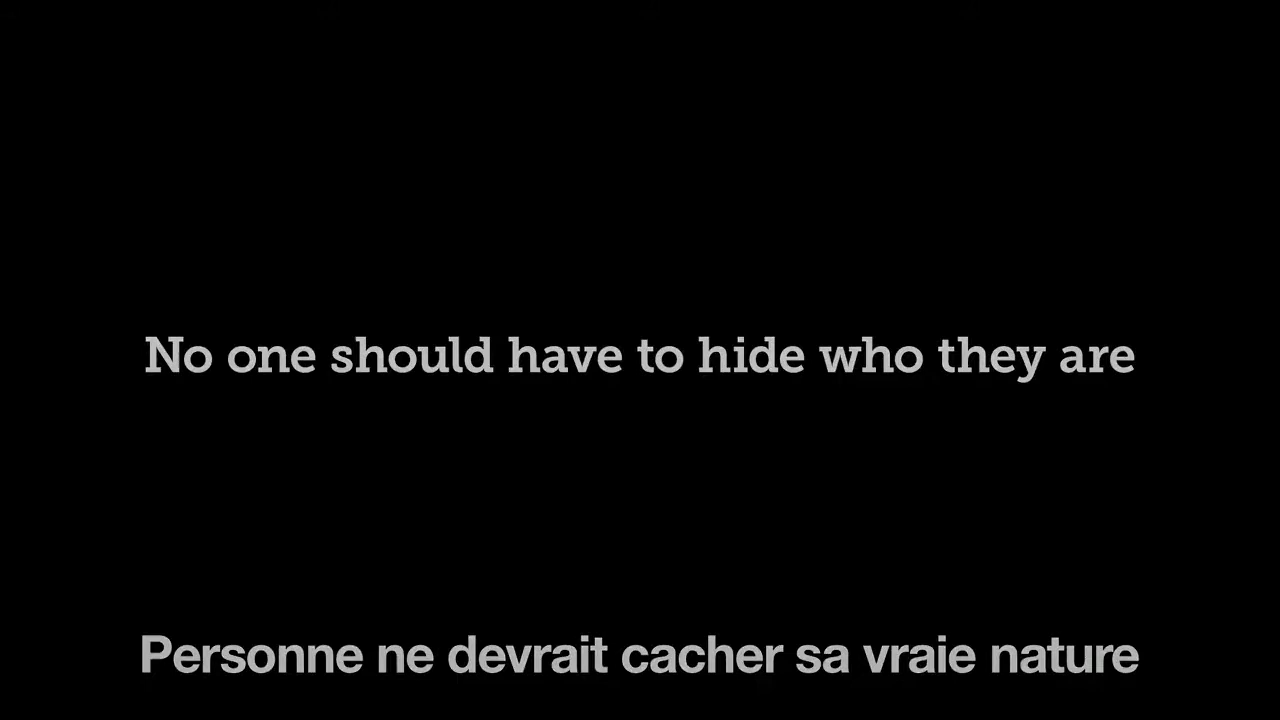 No one should have to hide who they are
Personne ne devrait cacher sa vraie nature